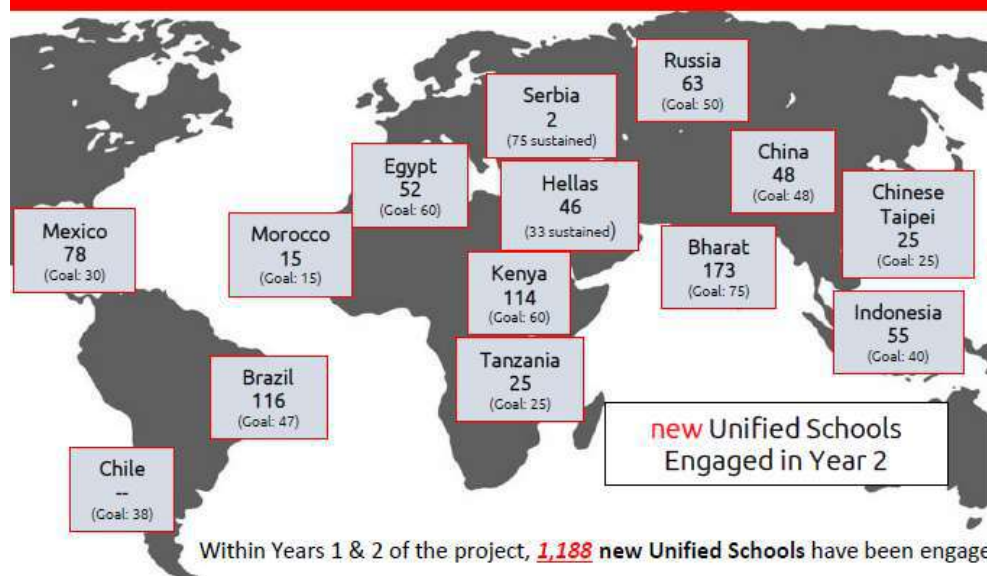 Russia
63
(Goal: 50)
Serbia
2
(75 sustained)
Egypt
52
(Goal: 60)
Hellas
46
(33 sustained)
China
48
(Goal: 48)
Chinese
Taipei
25
(Goal: 25)
Mexico
78
(Goal: 30)
Morocco
15
(Goal: 15)
Kenya
114
(Goal: 60)
Bharat
173
(Goal: 75)
Indonesia
55
(Goal: 40)
Tanzania
25
(Goal: 25)
Brazil
116
(Goal: 47)
Chile
--
(Goal: 38)
new Unified Schools
Engaged in Year 2
Within Years 1 & 2 of the project, 1,188 new Unified Schools have been engage